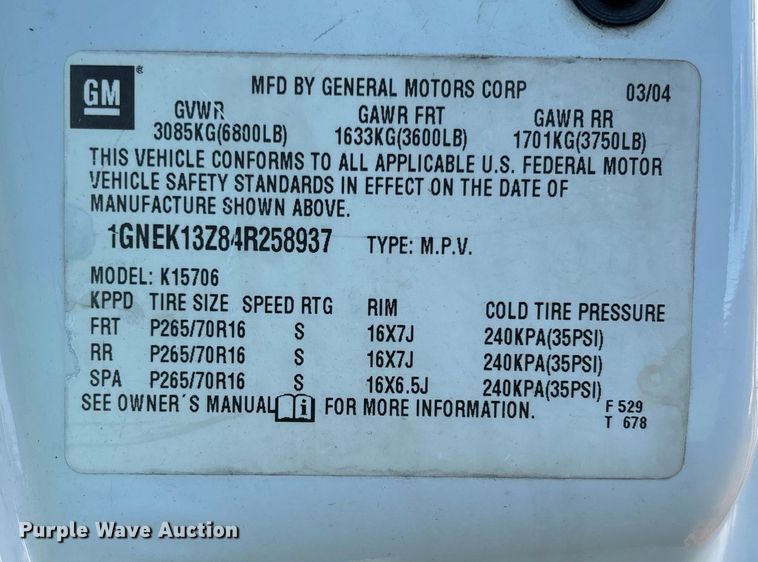 GM ® MFD BY GENERAL MOTORS CORP 03/04
GVWR GAWR FRT GAWR RR
3085KG(6800LB) 1633KG(3600LB) 1701KG(3750LB)
THIS VEHICLE CONFORMS TO ALL APPLICABLE U.S. FEDERAL MOTOR
VEHICLE SAFETY STANDARDS IN EFFECT ON THE DATE OF
MANUFACTURE SHOWN ABOVE.
1GNEK13Z84R258937 TYPE: M.P.V.
MODEL: K15706
KPPD TIRE SIZE SPEED RTG RIM COLD TIRE PRESSURE
FRT P265/70R16 S 16X7J 240KPA(35PSI)
RR P265/70R16 S 16X7J 240KPA(35PSI)
SPA P265/70R16 S 16X6.5J 240KPA(35PSI)
SEE OWNER´S MANUAL i FOR MORE INFORMATION. F 529
T 678
Purple Wave Auction